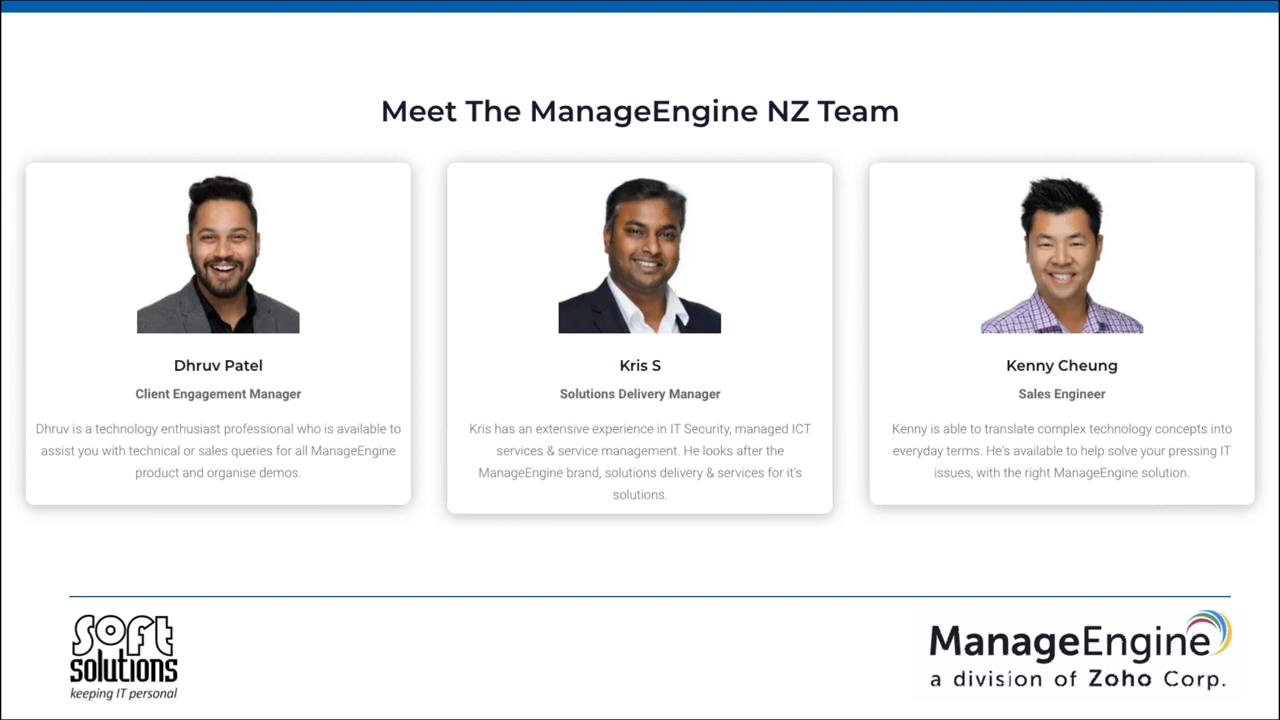 Meet The ManageEngine NZ Team
Dhruv Patel
Client Engagement Manager
Dhruv is a technology enthusiast professional who is available to
assist you with technical or sales queries for all ManageEngine
product and organise demos.
Kris S
Solutions Delivery Manager
Kris has an extensive experience in IT Security, managed ICT
services & service management. He looks after the
ManageEngine brand, solutions delivery & services for it's
solutions.
Kenny Cheung
Sales Engineer
Kenny is able to translate complex technology concepts into
everyday terms. He's available to help solve your pressing IT
issues, with the right ManageEngine solution.
soft
solutions
keeping IT personal
ManageEngine
a division of Zoho Corp.